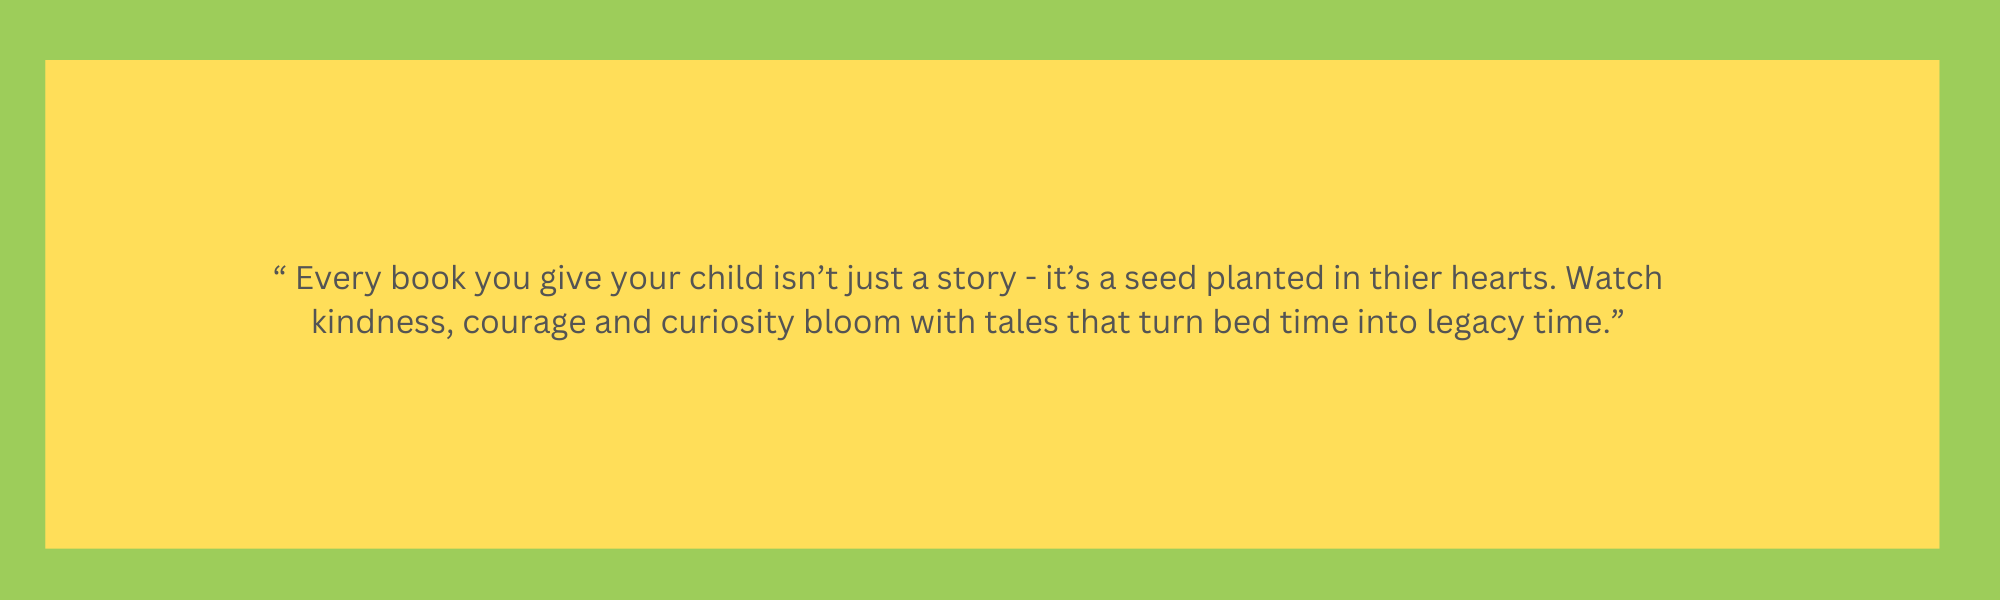 “ Every book you give your child isn’t just a story - it’s a seed planted in thier hearts. Watch
kindness, courage and curiosity bloom with tales that turn bed time into legacy time.”